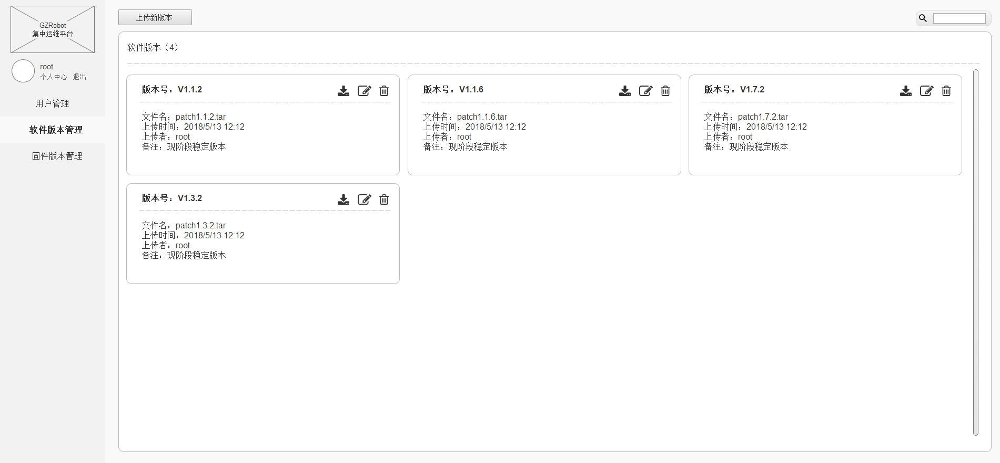 GZRobot
集中运维平台
root
个人中心 退出
用户管理
软件版本管理
固件版本管理
上传新版本
软件版本（4）
版本号：V1.1.2
文件名：patch1.1.2.tar
上传时间：2018/5/13 12:12
上传者：root
备注：现阶段稳定版本
版本号：V1.1.6
文件名：patch1.1.6.tar
上传时间：2018/5/13 12:12
上传者：root
备注：现阶段稳定版本
版本号：V1.7.2
文件名：patch1.7.2.tar
上传时间：2018/5/13 12:12
上传者：root
备注：现阶段稳定版本
版本号：V1.3.2
文件名：patch1.3.2.tar
上传时间：2018/5/13 12:12
上传者：root
备注：现阶段稳定版本